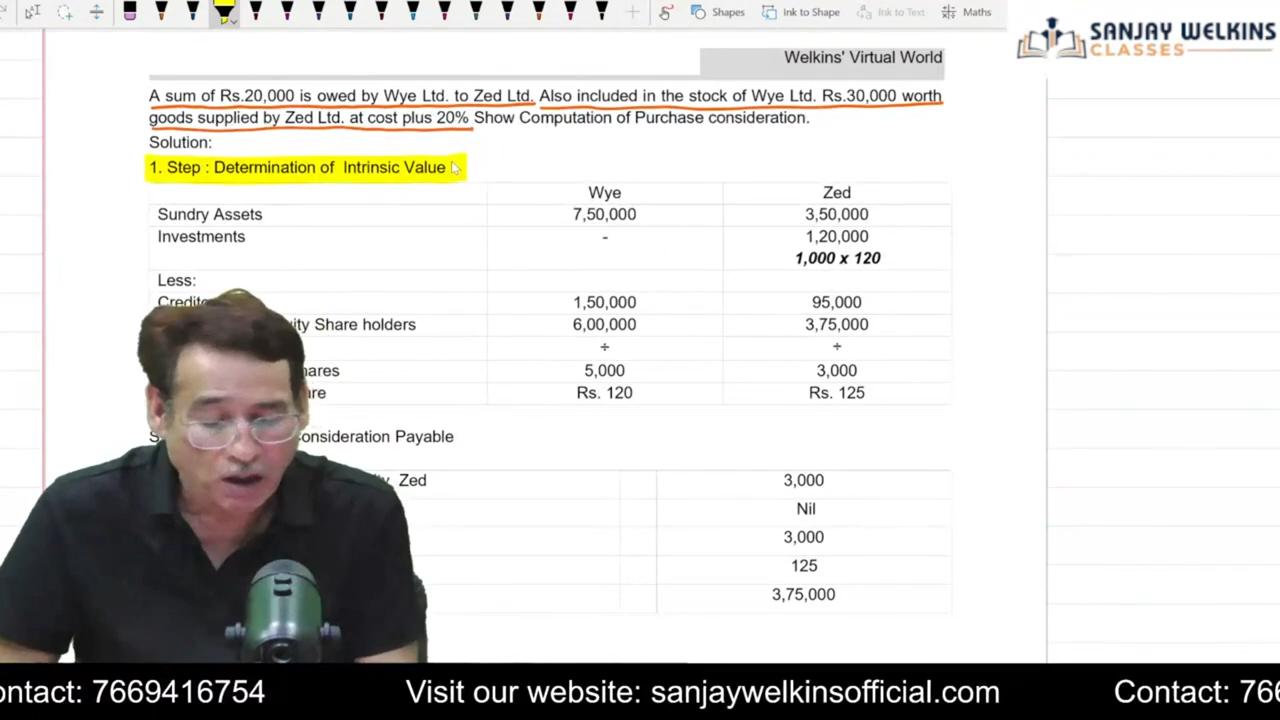 Shapes
Ink to Shape
Ink to Text
Maths
SANJAY WELKINS
CLASSES
Welkins' Virtual World
A sum of Rs.20,000 is owed by Wye Ltd. to Zed Ltd. Also included in the stock of Wye Ltd. Rs.30,000 worth
goods supplied by Zed Ltd. at cost plus 20% Show Computation of Purchase consideration.
Solution:
1. Step : Determination of Intrinsic Value
Wye Zed
Sundry Assets 7,50,000 3,50,000
Investments - 1,20,000
1,000 x 120
Less:
1,50,000 95,000
Share holders 6,00,000 3,75,000
÷ ÷
5,000 3,000
Rs. 120 Rs. 125
Payable
Zed 3,000
Nil
3,000
125
3,75,000
Contact: 7669416754 Visit our website: sanjaywelkinsofficial.com Contact: